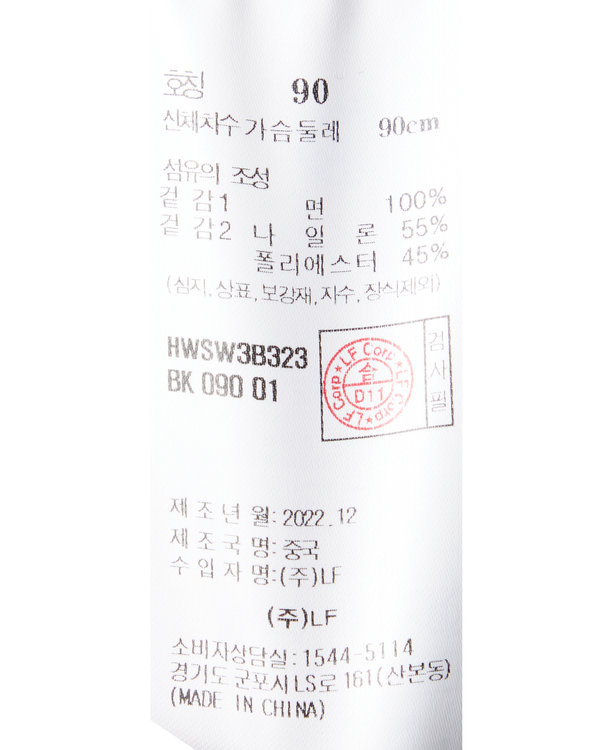 호칭 90
신체치수 가슴둘레 90cm
섬유의 조성
겉감1 면 100%
겉감2 나일론 55%
폴리에스터 45%
(심지,상표,보강재,자수,장식제외)
HWSW3B323
BK 090 01
LF Corp★LF Corp★LF Corp★
숨
D11
검사필
제조년월: 2022.12
제조국명: 중국
수입자명:(주)LF
(주)LF
소비자상담실: 1544-5114
경기도군포시LS로 161(산본동)
(MADE IN CHINA)